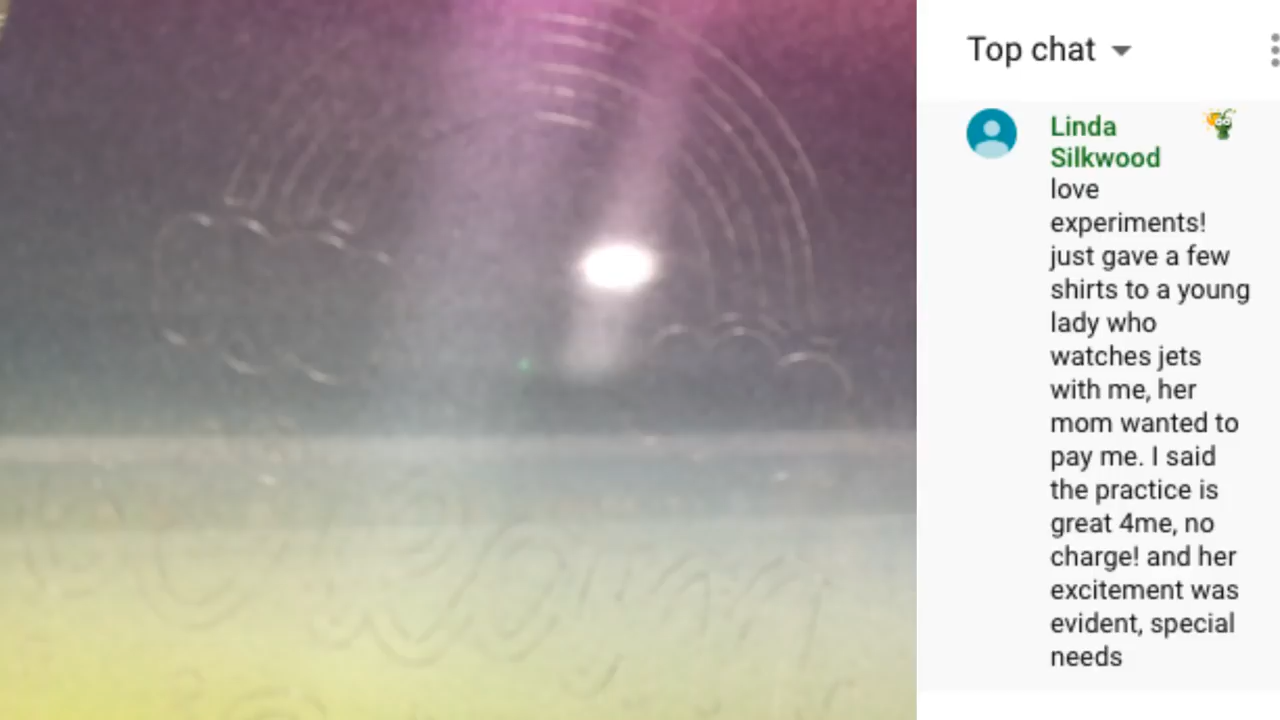 Top chat
Linda
Silkwood
love
experiments!
just gave a few
shirts to a young
lady who
watches jets
with me, her
mom wanted to
pay me. I said
the practice is
great 4me, no
charge! and her
excitement was
evident, special
needs